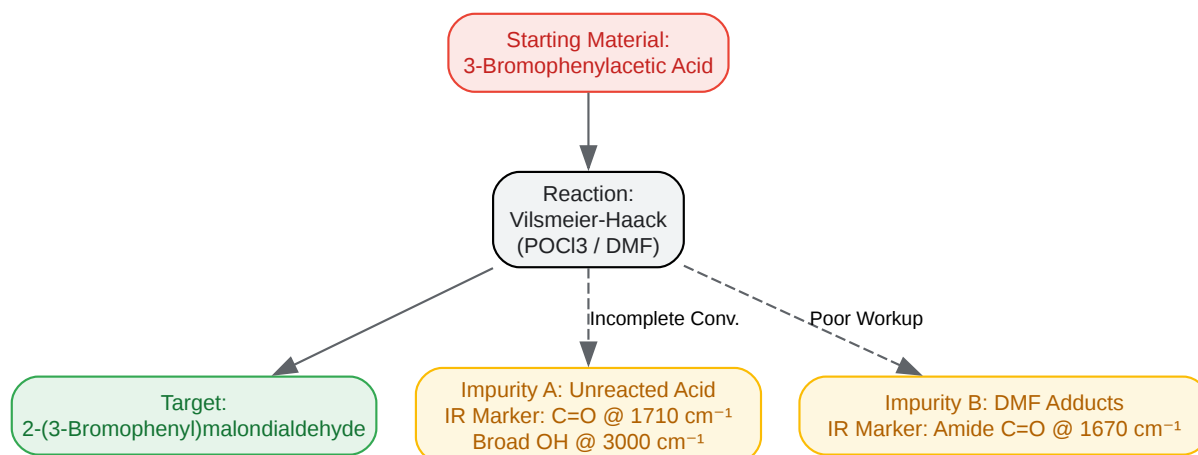 Starting Material:
3-Bromophenylacetic Acid
Reaction:
Vilsmeier-Haack
(POCl3 / DMF)
Incomplete Conv.
Poor Workup
Target:
2-(3-Bromophenyl)malondialdehyde
Impurity A: Unreacted Acid
IR Marker: C=O @ 1710 cm⁻¹
Broad OH @ 3000 cm⁻¹
Impurity B: DMF Adducts
IR Marker: Amide C=O @ 1670 cm⁻¹